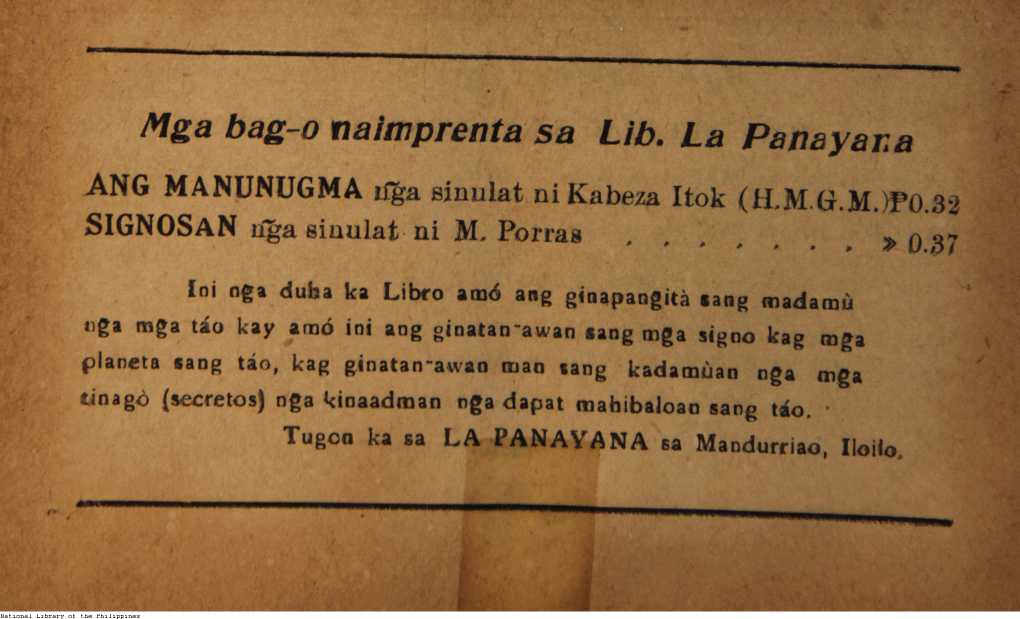 Mga bag-o naimprenta sa Lib. La Panayana
ANG MANUNUGMA ng̃a sinulat ni Kabeza Itok (H.M.G.M.) ₱0.32
SIGNOSAN ng̃a sinulat ni M. Porras . . . . . . . » 0.37
Ini nga duha ka Libro amó ang ginapangità sang madamù
nga mga táo kay amó ini ang ginatan-awan sang mga signo kag mga
planeta sang táo, kag ginatan-awan man sang kadamùan nga mga
tinagò (secretos) nga kinaadman nga dapat mahibaloan sang táo.
Tugon ka sa LA PANAYANA sa Mandurriao, Iloilo.
National Library of the Philippines